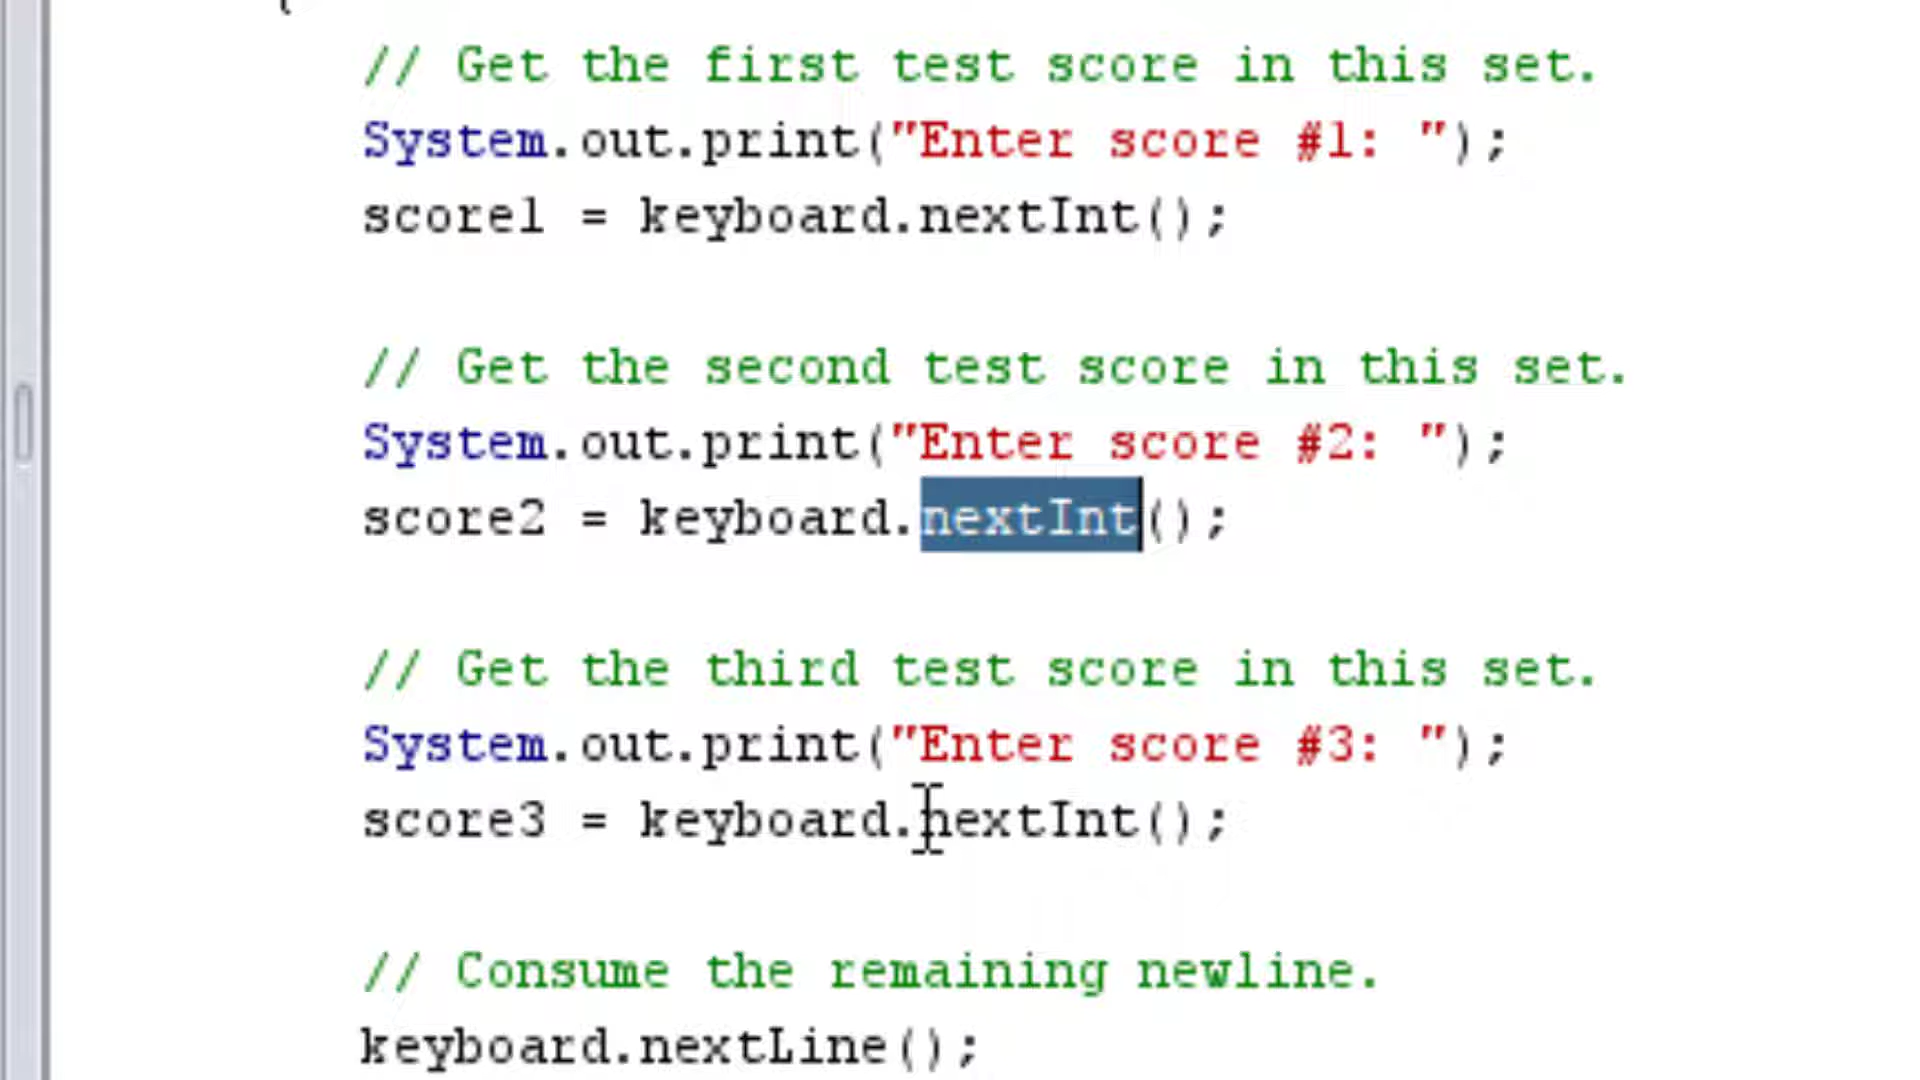 // Get the first test score in this set.
System.out.print("Enter score #1: ");
score1 = keyboard.nextInt();
// Get the second test score in this set.
System.out.print("Enter score #2: ");
score2 = keyboard.nextInt();
// Get the third test score in this set.
System.out.print("Enter score #3: ");
score3 = keyboard.nextInt();
// Consume the remaining newline.
keyboard.nextLine();